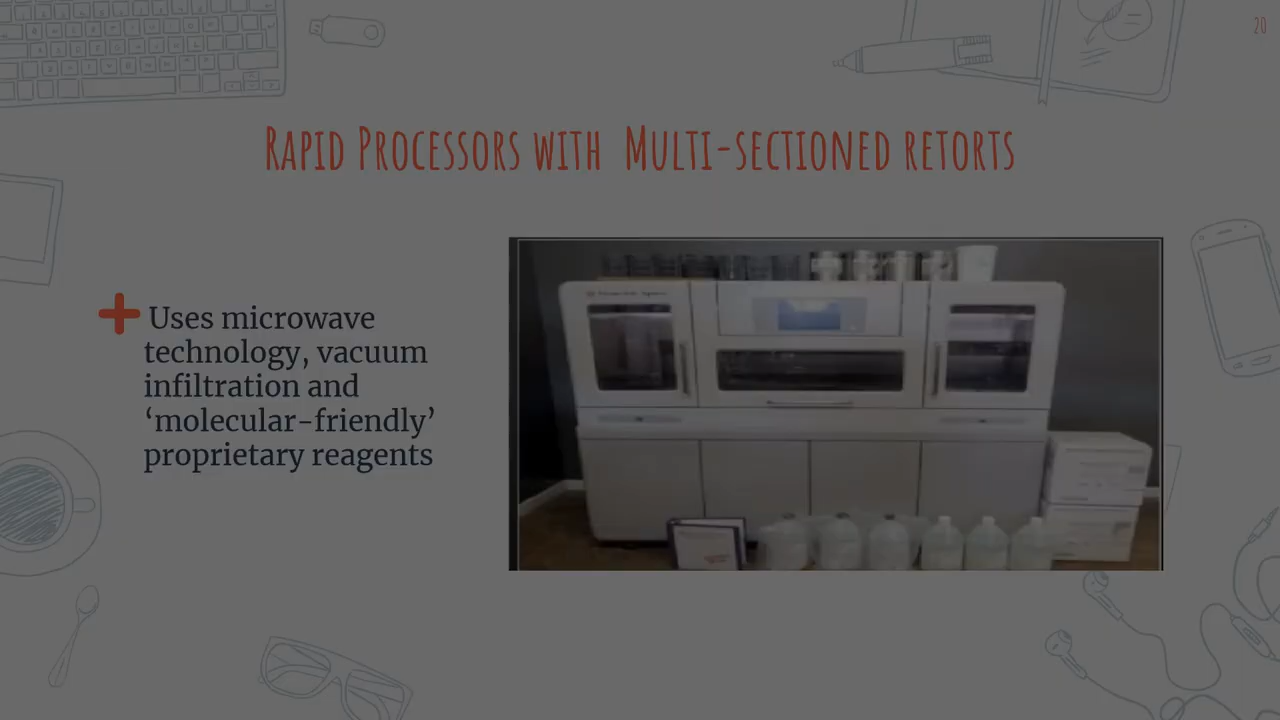 20
Rapid Processors with Multi-sectioned retorts
Uses microwave
technology, vacuum
infiltration and
‘molecular-friendly’
proprietary reagents